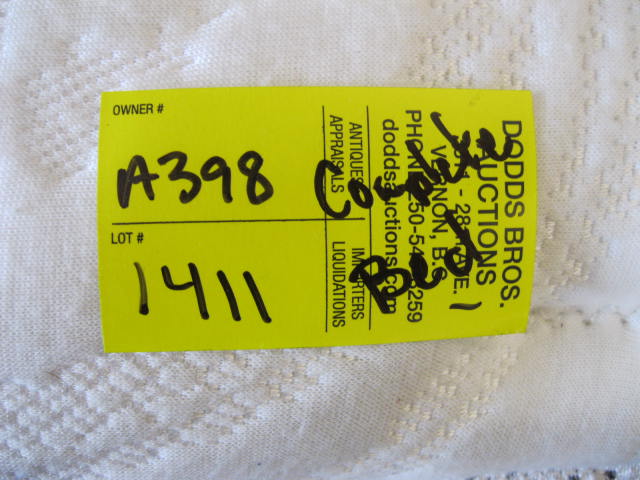 OWNER #
A398
LOT #
1411
Complete
Bed
DODDS BROS.
AUCTIONS
VERNON, B.C.
ANTIQUES
APPRAISALS
IMPORTERS
LIQUIDATIONS
doddsauctions.com